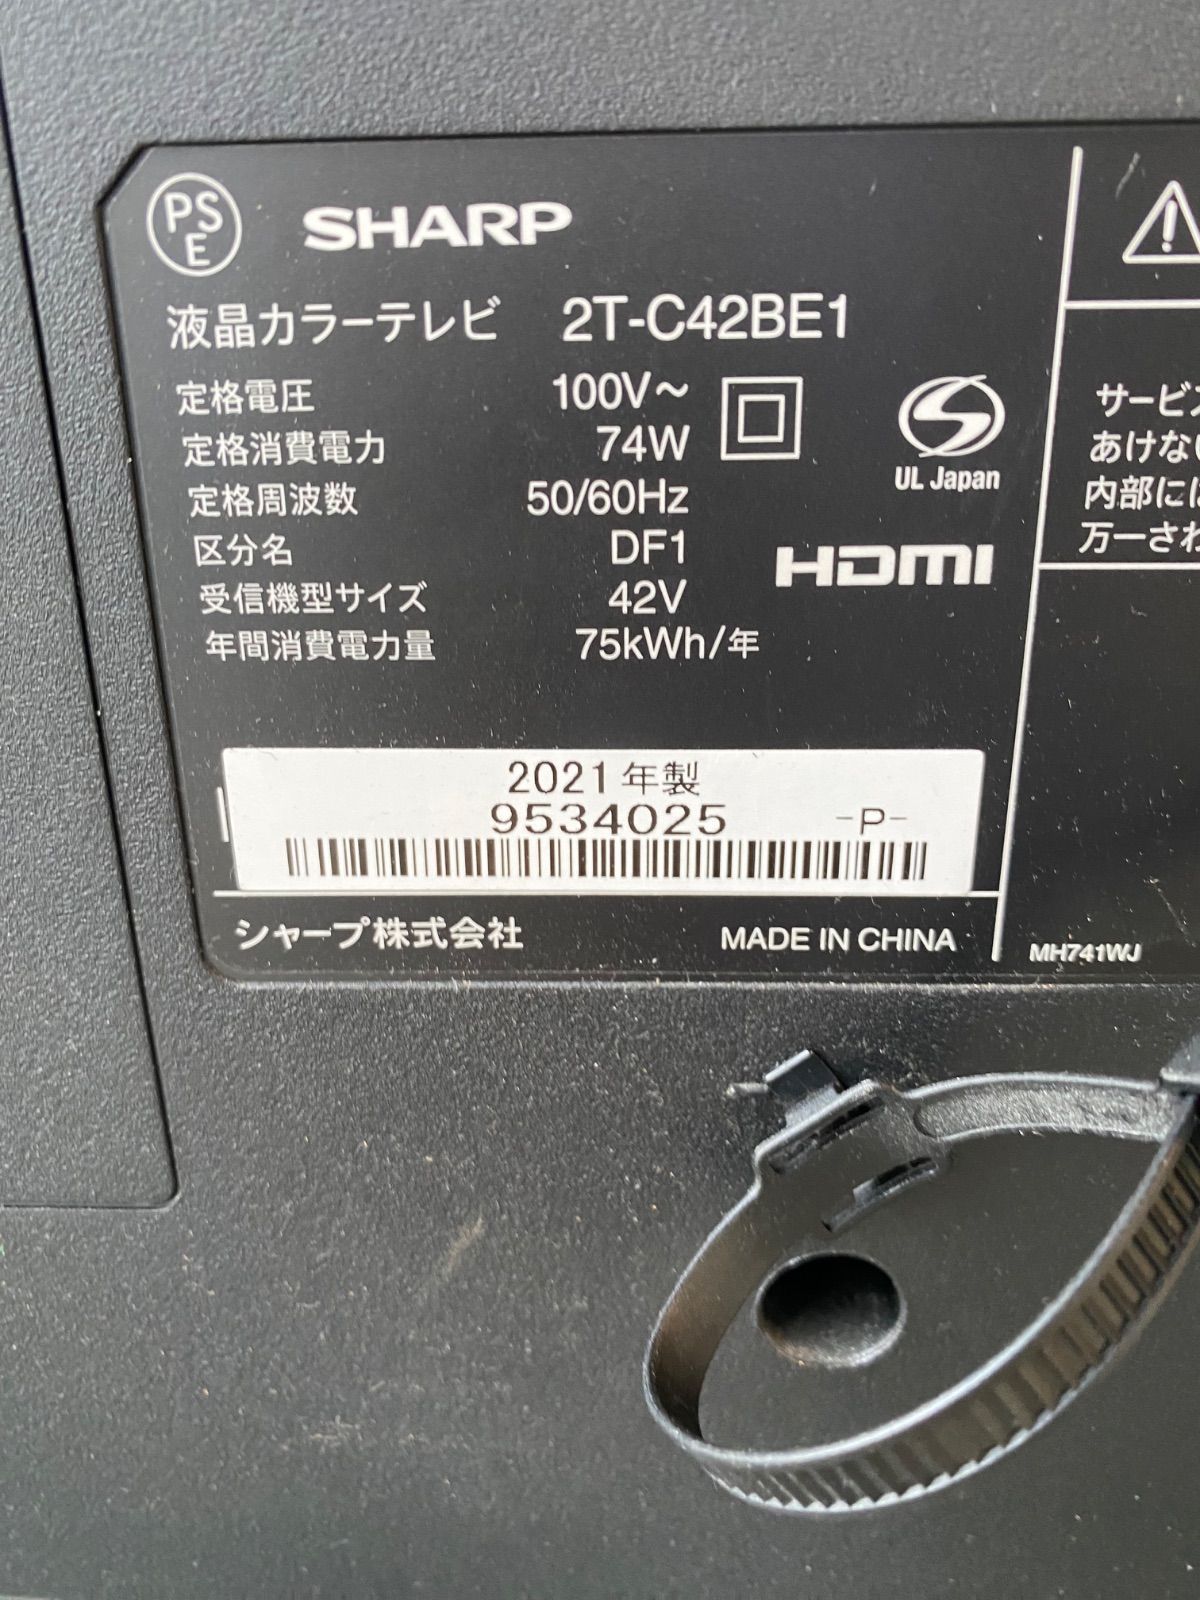 PS
E
SHARP
液晶カラーテレビ 2T-C42BE1
定格電圧 100V～
定格消費電力 74W
定格周波数 50/60Hz
区分名 DF1
受信機型サイズ 42V
年間消費電力量 75kWh/年
UL Japan
HDMI
2021年製
9534025 -P-
シャープ株式会社 MADE IN CHINA
サービス
あけない
内部には
万一さわ
MH741WJ